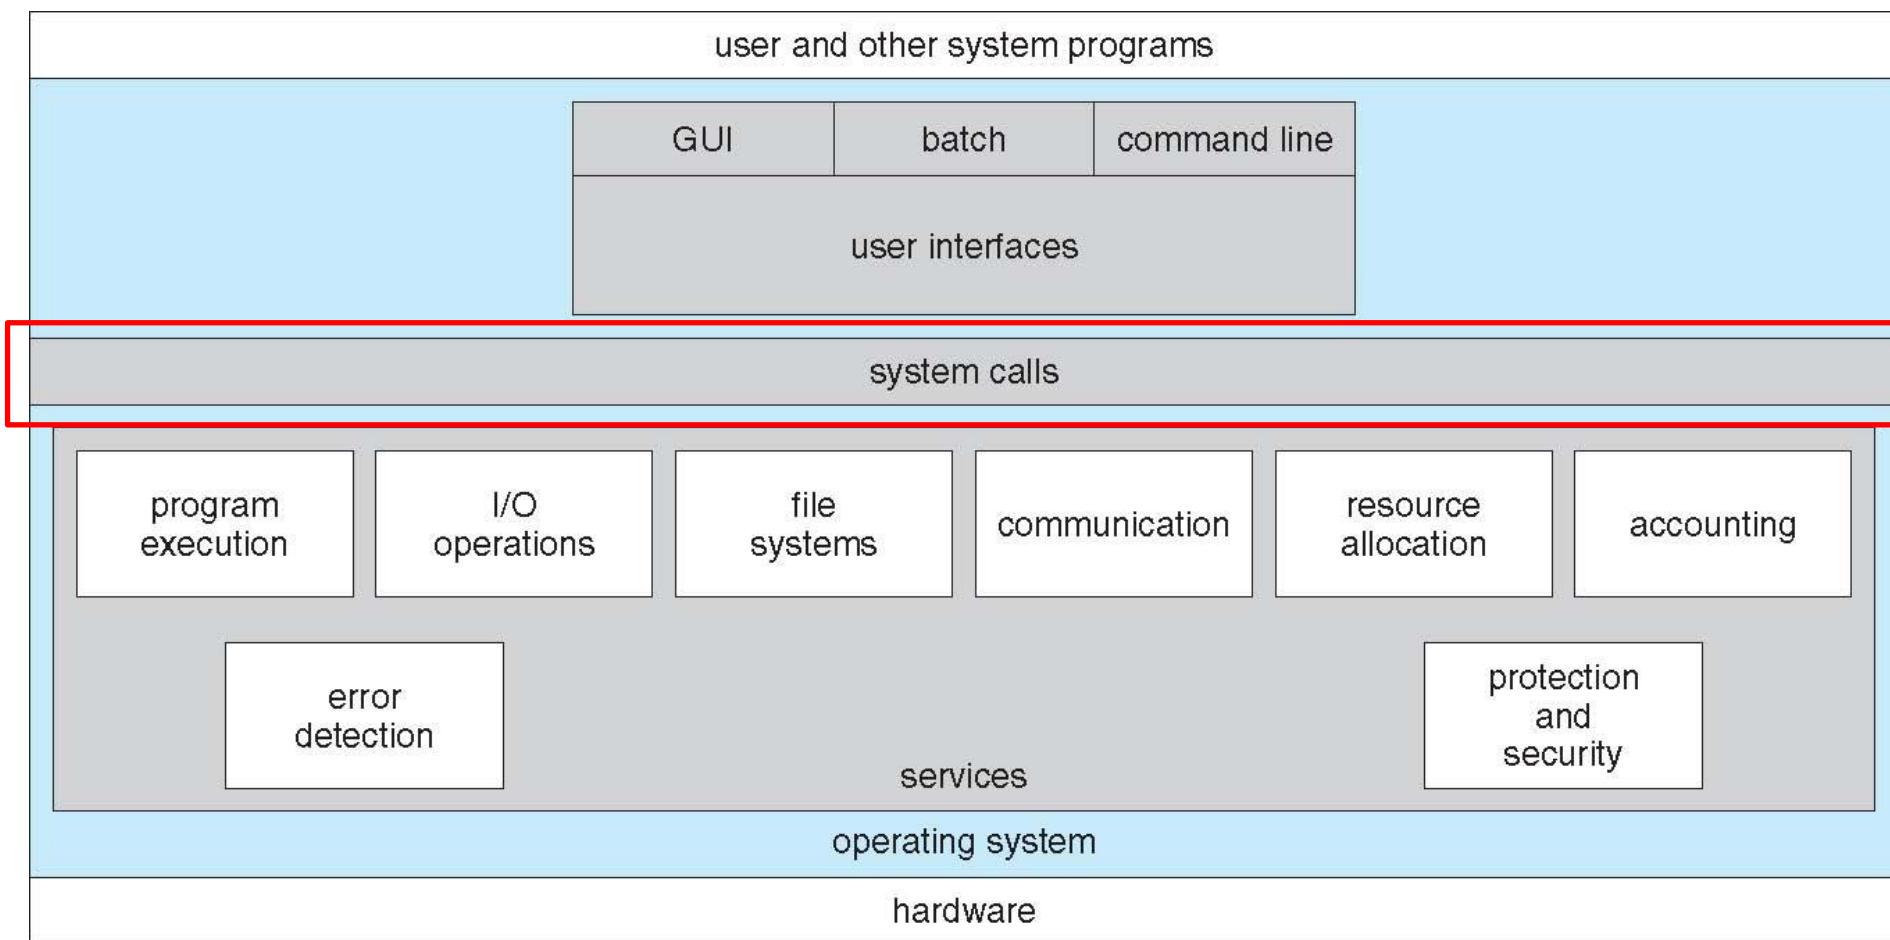 user and other system programs
GUI
batch
command line
user interfaces
system calls
program
execution
I/O
operations
file
systems
communication
resource
allocation
accounting
error
detection
protection
and
security
services
operating system
hardware